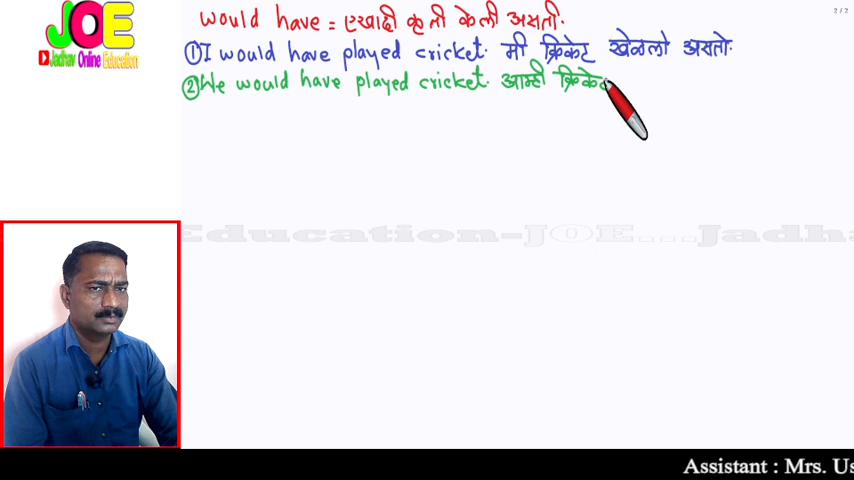 JOE
Jadhav Online Education
2/2
would have = एखादी कृती केली असती.
① I would have played cricket. मी क्रिकेट खेळलो असतो.
② We would have played cricket. आम्ही क्रिके
Education-JOE....Jadha
Assistant : Mrs. Us